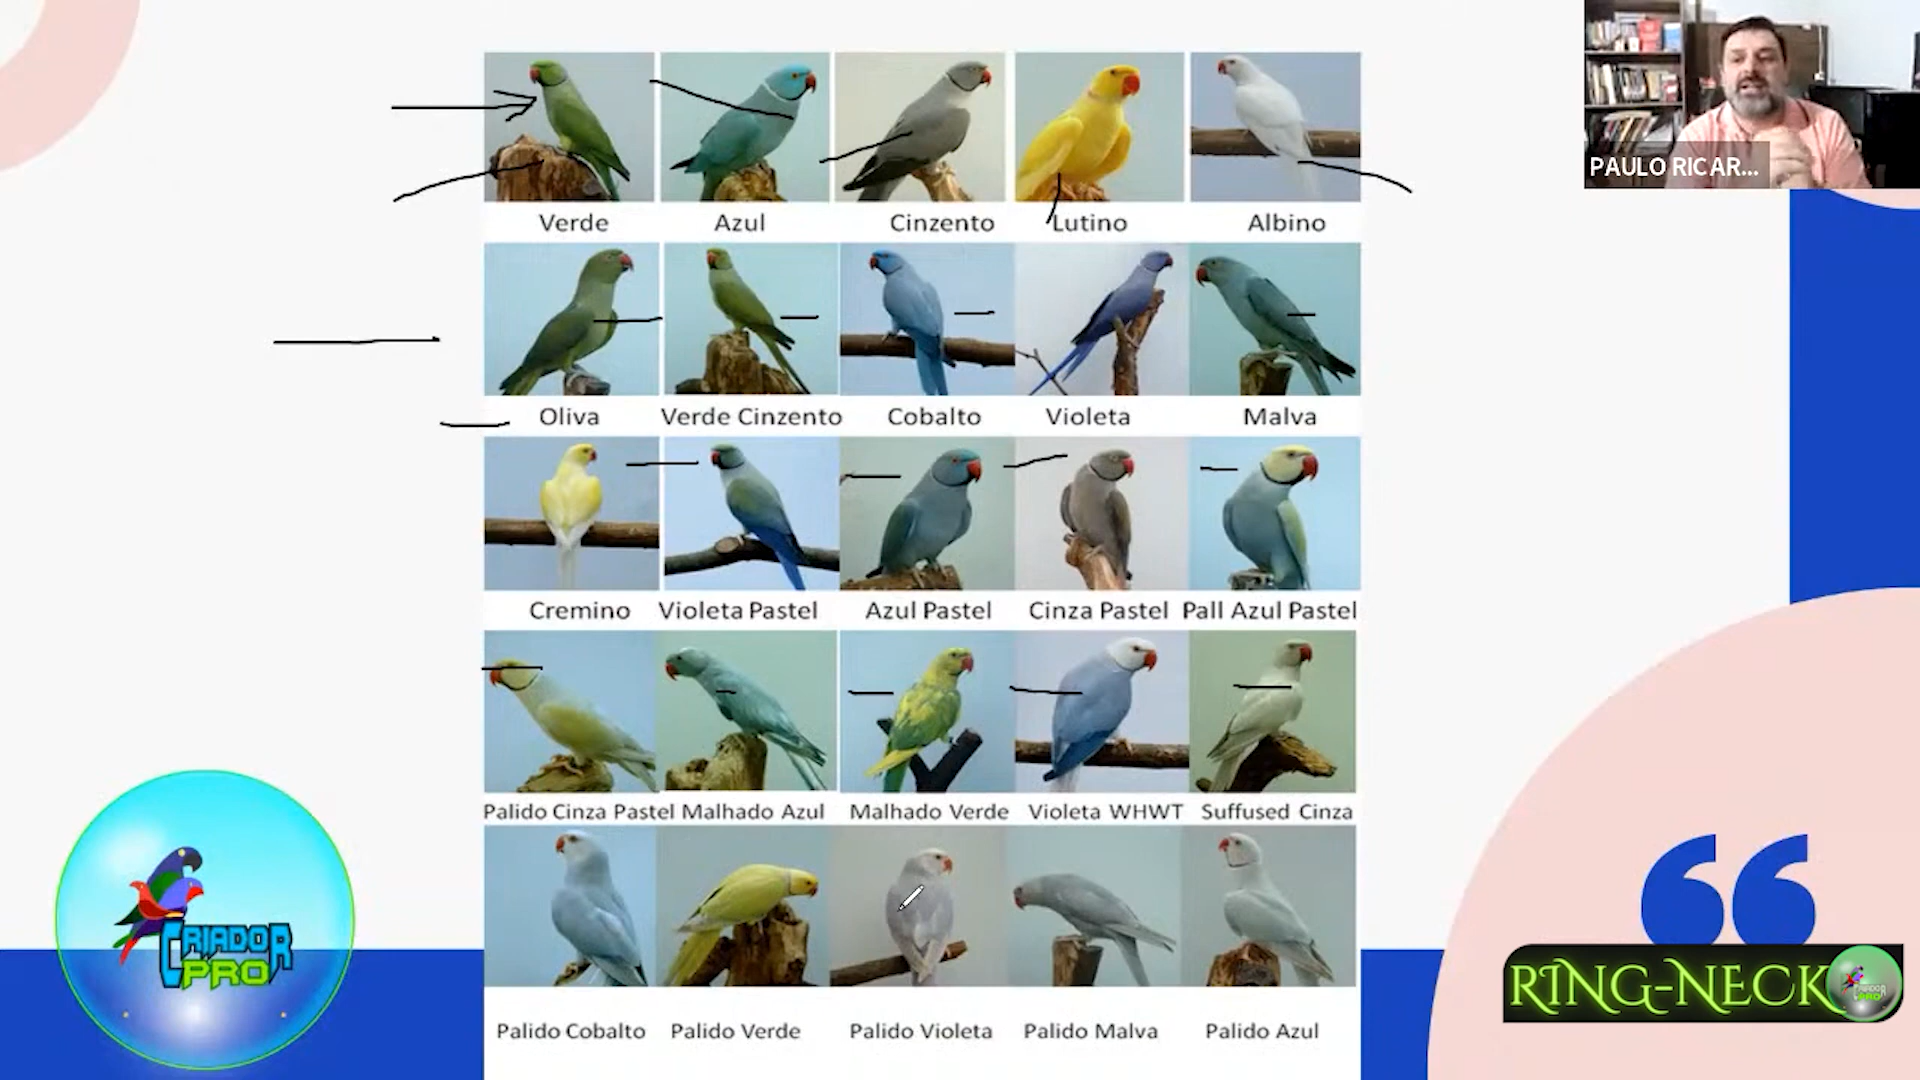 PAULO RICAR...
Verde Azul Cinzento Lutino Albino
Oliva Verde Cinzento Cobalto Violeta Malva
Cremino Violeta Pastel Azul Pastel Cinza Pastel Pall Azul Pastel
Palido Cinza Pastel Malhado Azul Malhado Verde Violeta WHWT Suffused Cinza
Palido Cobalto Palido Verde Palido Violeta Palido Malva Palido Azul
CRIADOR
PRO
RING-NECK